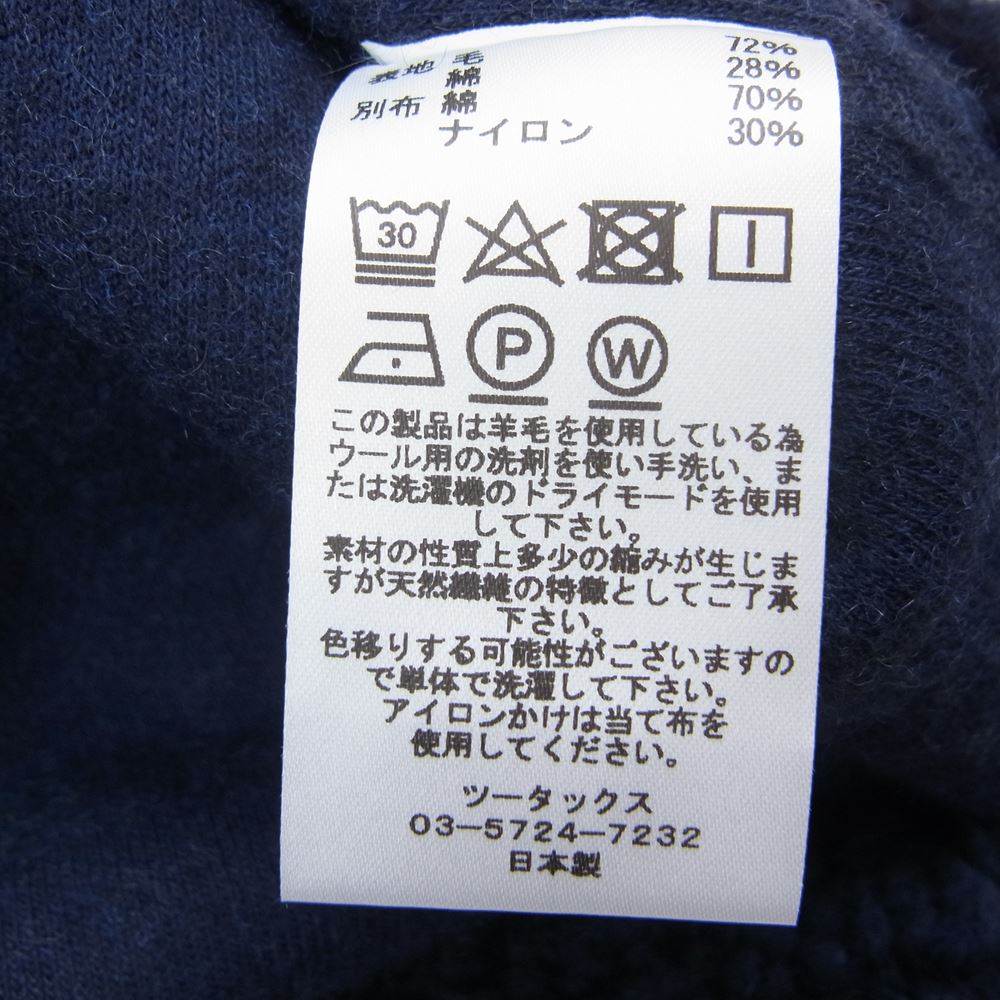 表地 毛 72%
綿 28%
別布 綿 70%
ナイロン 30%
30
P W
この製品は羊毛を使用している為
ウール用の洗剤を使い手洗い、ま
たは洗濯機のドライモードを使用
して下さい。
素材の性質上多少の縮みが生じま
すが天然繊維の特徴としてご了承
下さい。
色移りする可能性がございますの
で単体で洗濯して下さい。
アイロンかけは当て布を
使用してください。
ツーダックス
03-5724-7232
日本製